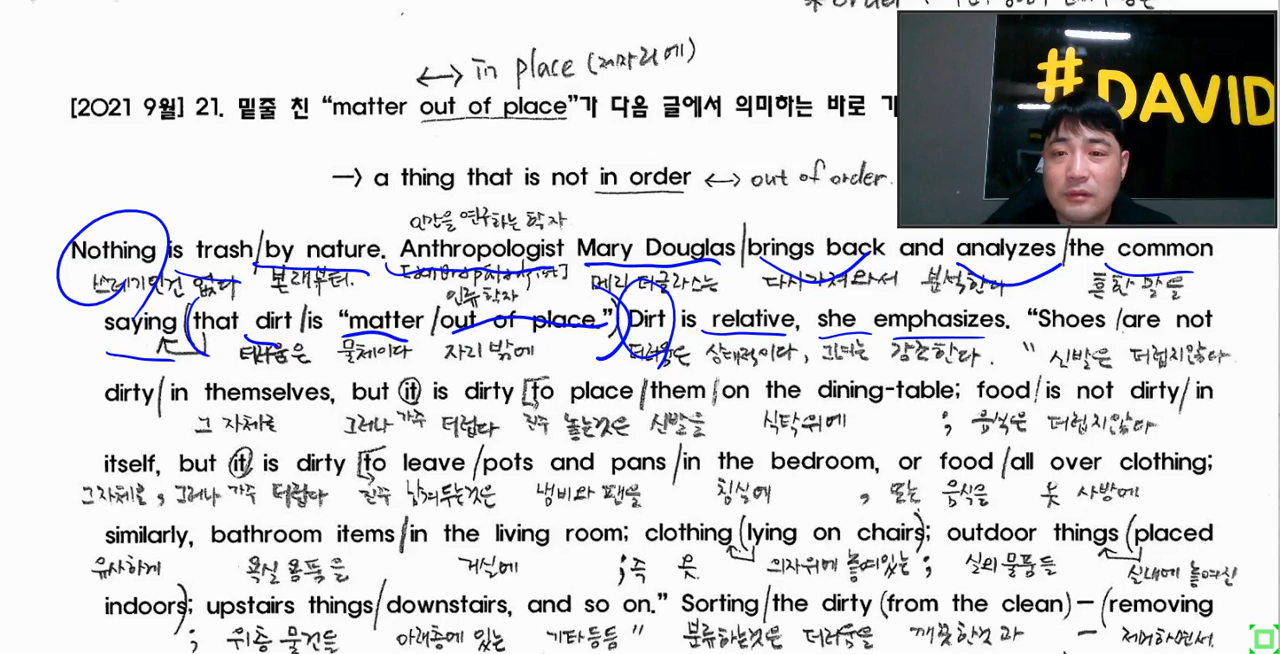 # DAVID
↔ in place (제자리에)
[2021 9월] 21. 밑줄 친 “matter out of place”가 다음 글에서 의미하는 바로 가
→ a thing that is not in order ↔ out of order.
인간을 연구하는 학자
Nothing is trash/by nature. Anthropologist Mary Douglas/brings back and analyzes/the common
쓰레기인건 없다 본래부터. 메리 더글라스는 다시 가져와서 분석한다 흔한 말을
인류학자
saying (that dirt/is “matter/out of place.”) Dirt is relative, she emphasizes. “Shoes/are not
더러움은 물체이다 자리 밖에 더러움은 상대적이다, 그녀는 강조한다. “ 신발은 더럽지않다
dirty/in themselves, but it is dirty [to place/them/on the dining-table; food/is not dirty/in
그 자체로 그러나 가주 더럽다 진주 놓는것은 신발을 식탁위에 ; 음식은 더럽지않다
itself, but it is dirty [to leave/pots and pans/in the bedroom, or food/all over clothing;
그자체로, 그러나 가주 더럽다 진주 남겨두는것은 냄비와 팬을 침실에 , 또는 음식을 옷 사방에
similarly, bathroom items/in the living room; clothing (lying on chairs); outdoor things (placed
유사하게 욕실 용품을 거실에 ; 즉 옷 의자위에 놓여있는 ; 실외물품들 실내에 놓여진
indoors); upstairs things/downstairs, and so on.” Sorting/the dirty (from the clean) – (removing
; 위층 물건들 아래층에 있는 기타등등 ” 분류하는것은 더러움을 깨끗한것과 – 제거하면서